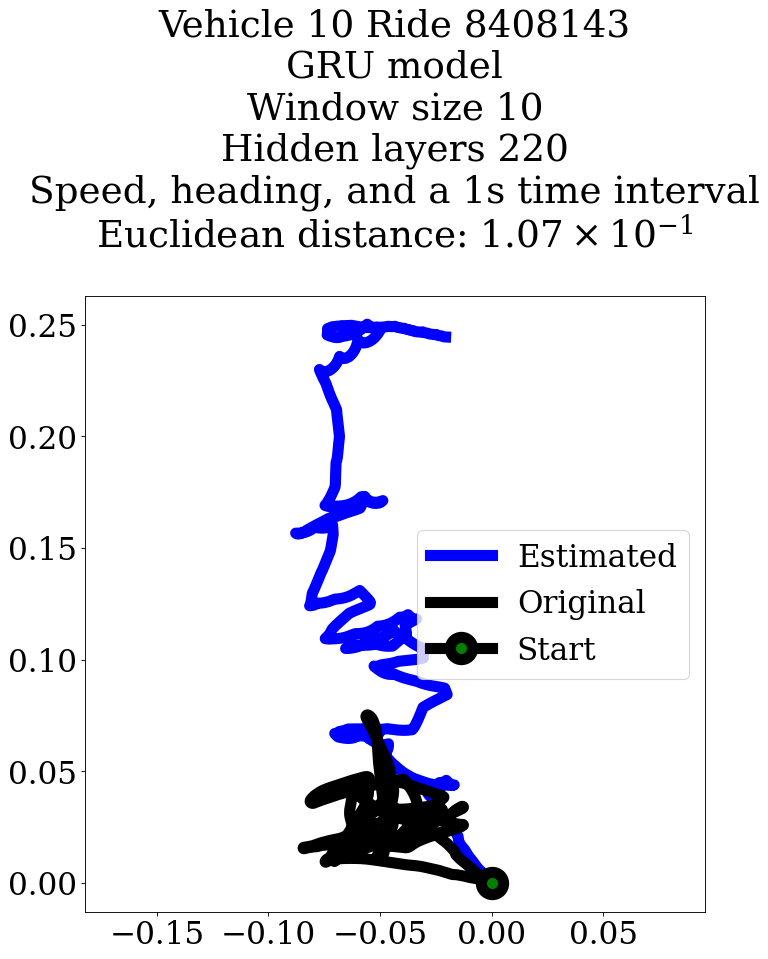 Vehicle 10 Ride 8408143
GRU model
Window size 10
Hidden layers 220
Speed, heading, and a 1s time interval
Euclidean distance: 1.07 × 10⁻¹
0.25
0.20
0.15
0.10
0.05
0.00
Estimated
Original
Start
−0.15 −0.10 −0.05 0.00 0.05